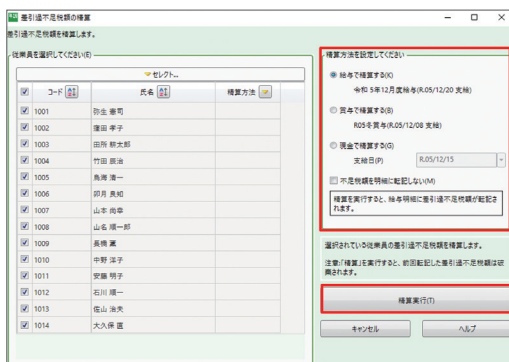 差引過不足税額の精算
差引過不足税額を精算します。
従業員を選択してください(E)
セレクト...
コード 氏名 精算方法
1001 弥生 憲司
1002 窪田 孝子
1003 田所 耕太郎
1004 竹田 辰治
1005 鳥海 清一
1006 卯月 良知
1007 山本 尚幸
1008 山名 順一郎
1009 長橋 薫
1010 中野 洋子
1011 安藤 明子
1012 石川 順一
1013 佐山 治夫
1014 大久保 匡
精算方法を設定してください
給与で精算する(K)
令和 5年12月度給与(R.05/12/20 支給)
賞与で精算する(B)
R05冬賞与(R.05/12/08 支給)
現金で精算する(G)
支給日(P) R.05/12/15
不足税額を明細に転記しない(M)
精算を実行すると、給与明細に差引過不足税額が転記さ
れます。
選択されている従業員の差引過不足税額を精算します。
注意:「精算」を実行すると、前回転記した差引過不足税額は破
棄されます。
精算実行(T)
キャンセル ヘルプ